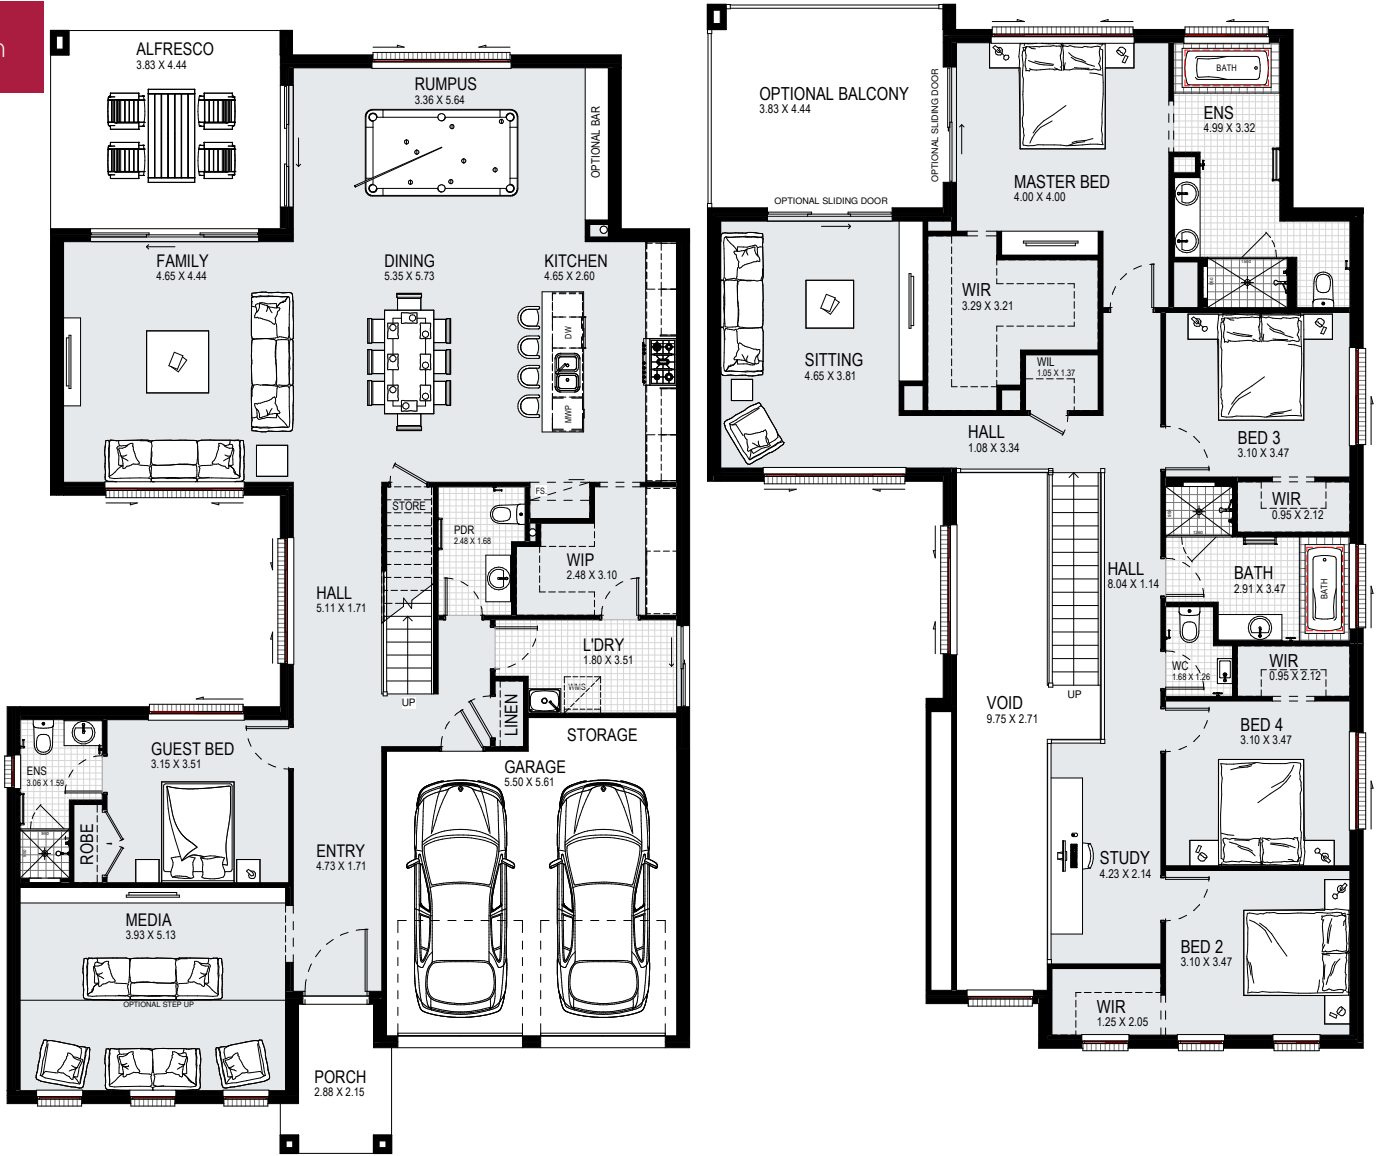 n
ALFRESCO
3.83 X 4.44
RUMPUS
3.36 X 5.64
OPTIONAL BAR
FAMILY
4.65 X 4.44
DINING
5.35 X 5.73
KITCHEN
4.65 X 2.60
DW
MWP
STORE
PDR
2.48 X 1.68
FS.
WIP
2.48 X 3.10
HALL
5.11 X 1.71
UP
L'DRY
1.80 X 3.51
WMS
LINEN
STORAGE
GARAGE
5.50 X 5.61
GUEST BED
3.15 X 3.51
ENS
3.06 X 1.59
ROBE
ENTRY
4.73 X 1.71
MEDIA
3.93 X 5.13
OPTIONAL STEP UP
PORCH
2.88 X 2.15
OPTIONAL BALCONY
3.83 X 4.44
OPTIONAL SLIDING DOOR
OPTIONAL SLIDING DOOR
MASTER BED
4.00 X 4.00
BATH
ENS
4.99 X 3.32
WIR
3.29 X 3.21
SITTING
4.65 X 3.81
WIL
1.05 X 1.37
HALL
1.08 X 3.34
BED 3
3.10 X 3.47
WIR
0.95 X 2.12
HALL
8.04 X 1.14
BATH
2.91 X 3.47
BATH
WC
1.68 X 1.26
WIR
0.95 X 2.12
UP
VOID
9.75 X 2.71
BED 4
3.10 X 3.47
STUDY
4.23 X 2.14
BED 2
3.10 X 3.47
WIR
1.25 X 2.05